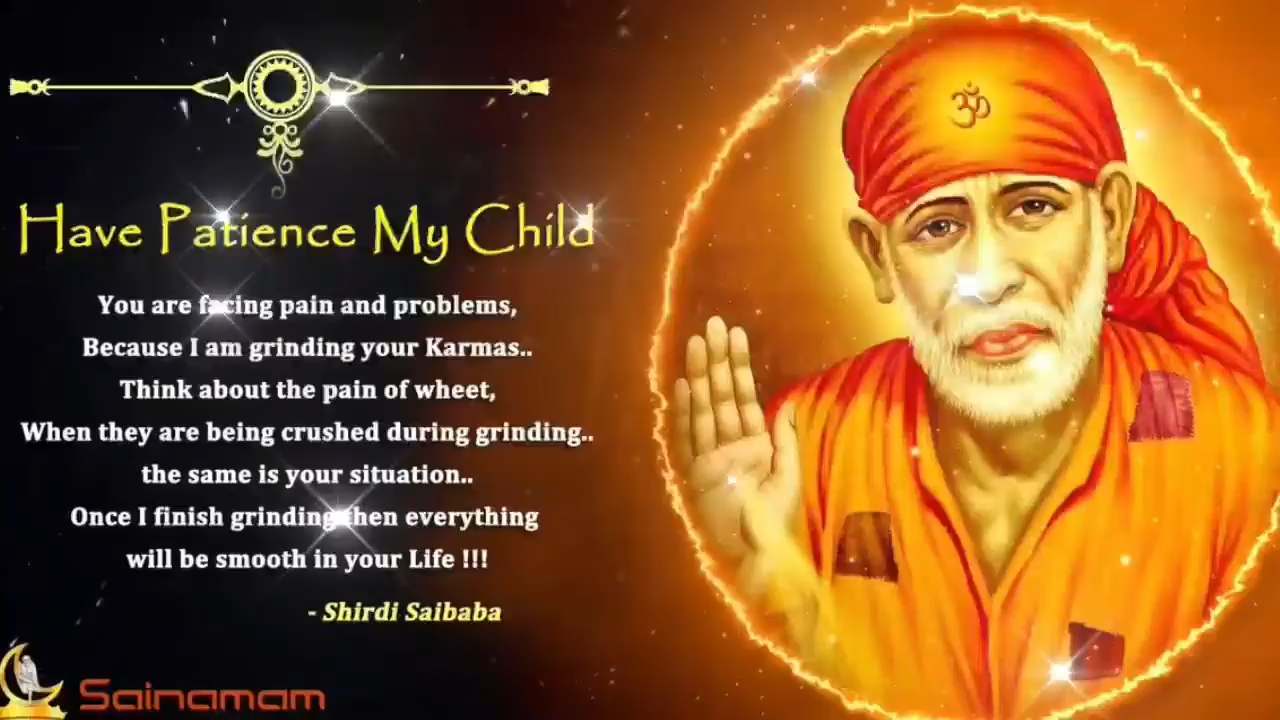 Have Patience My Child
You are facing pain and problems,
Because I am grinding your Karmas..
Think about the pain of wheet,
When they are being crushed during grinding..
the same is your situation..
Once I finish grinding then everything
will be smooth in your Life !!!
- Shirdi Saibaba
Sainamam
ॐ